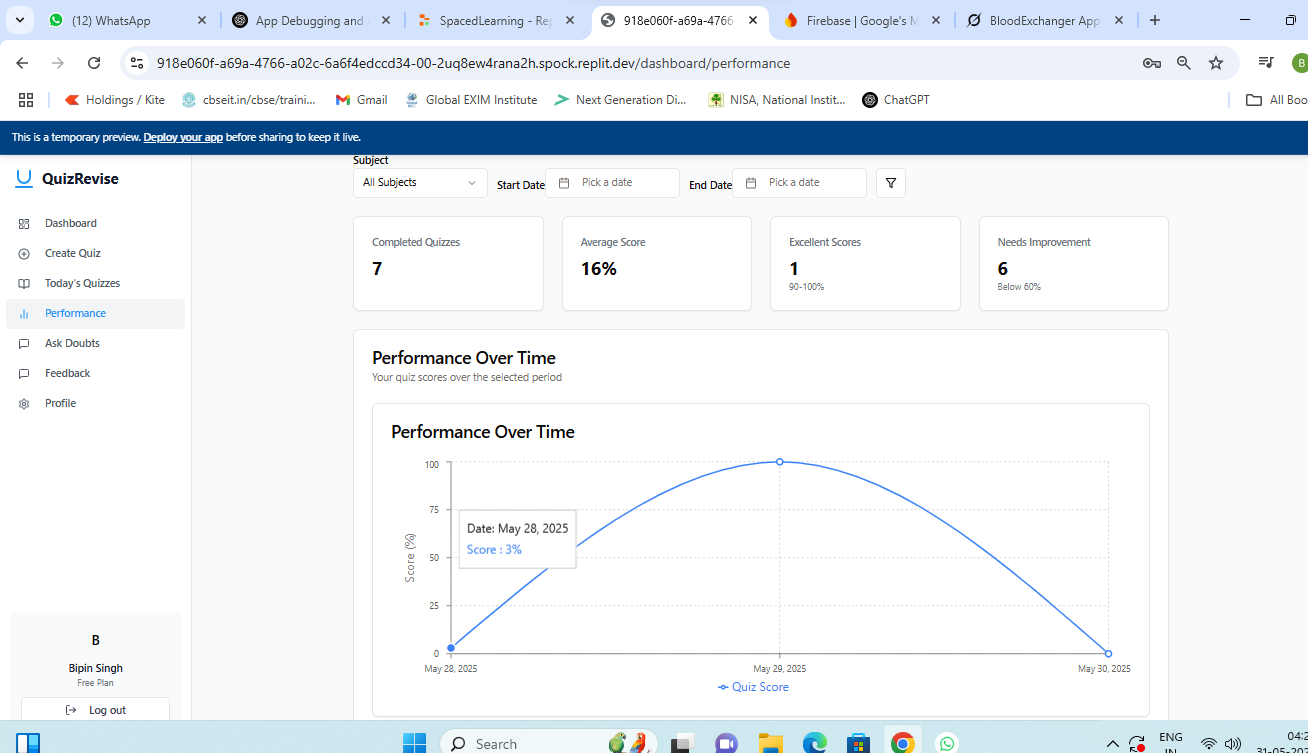 (12) WhatsApp
App Debugging and
SpacedLearning - Rep
918e060f-a69a-4766-
Firebase | Google's M
BloodExchanger App
918e060f-a69a-4766-a02c-6a6f4edccd34-00-2uq8ew4rana2h.spock.replit.dev/dashboard/performance
B
Holdings / Kite
cbseit.in/cbse/traini...
Gmail
Global EXIM Institute
Next Generation Di...
NISA, National Instit...
ChatGPT
All Boo
This is a temporary preview. Deploy your app before sharing to keep it live.
QuizRevise
Dashboard
Create Quiz
Today's Quizzes
Performance
Ask Doubts
Feedback
Profile
B
Bipin Singh
Free Plan
Log out
Subject
All Subjects
Start Date
Pick a date
End Date
Pick a date
Completed Quizzes
7
Average Score
16%
Excellent Scores
1
90-100%
Needs Improvement
6
Below 60%
Performance Over Time
Your quiz scores over the selected period
Performance Over Time
Score (%)
100
75
50
25
0
Date: May 28, 2025
Score : 3%
May 28, 2025
May 29, 2025
May 30, 2025
Quiz Score
Search
ENG
IN
04:2
31-05-202